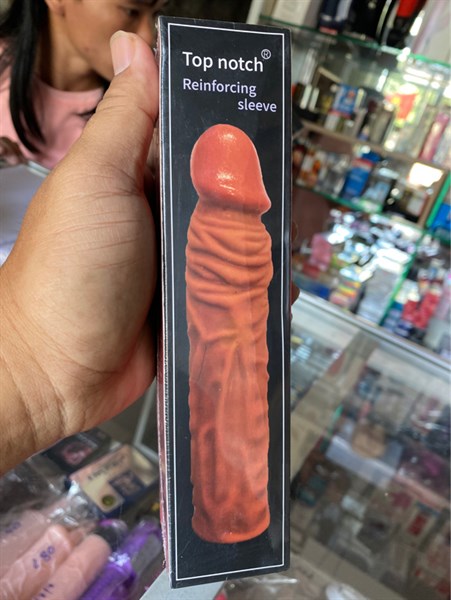 Top notch®
Reinforcing
sleeve